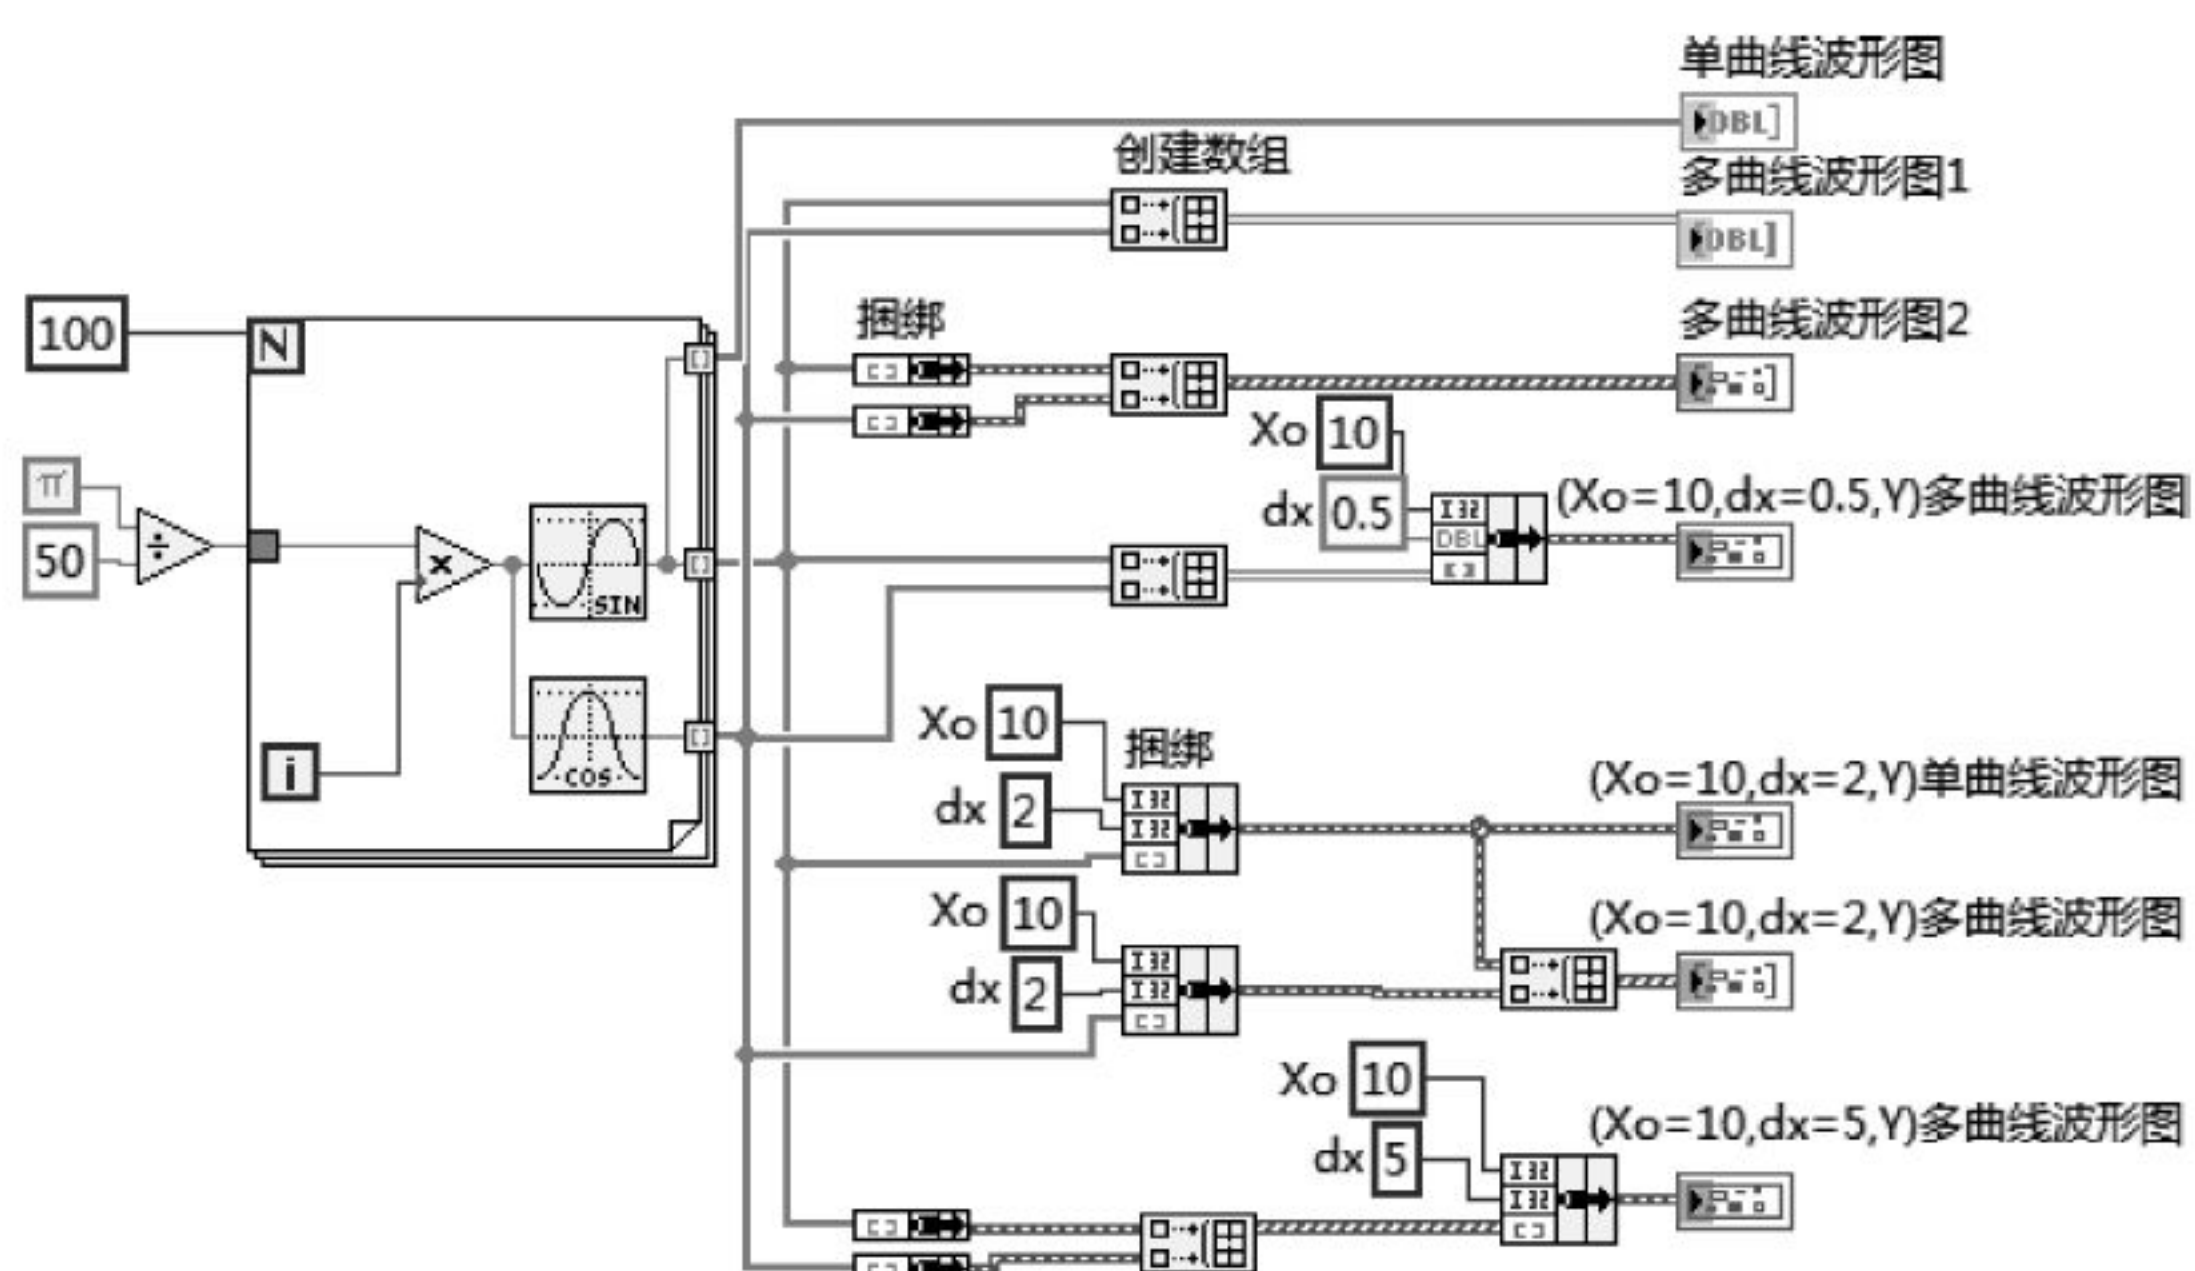 单曲线波形图
DBL
创建数组
多曲线波形图1
DBL
100
N
捆绑
多曲线波形图2
Xo 10
π
(Xo=10,dx=0.5,Y)多曲线波形图
dx 0.5
I32
DBL
÷
50
×
SIN
Xo 10
捆绑
COS
i
(Xo=10,dx=2,Y)单曲线波形图
dx 2
I32
I32
Xo 10
(Xo=10,dx=2,Y)多曲线波形图
dx 2
I32
I32
Xo 10
(Xo=10,dx=5,Y)多曲线波形图
dx 5
I32
I32